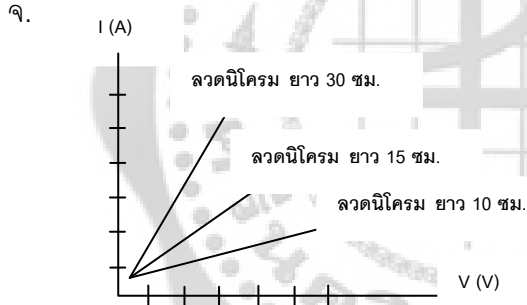 จ.
I (A)
ลวดนิโครม ยาว 30 ซม.
ลวดนิโครม ยาว 15 ซม.
ลวดนิโครม ยาว 10 ซม.
V (V)